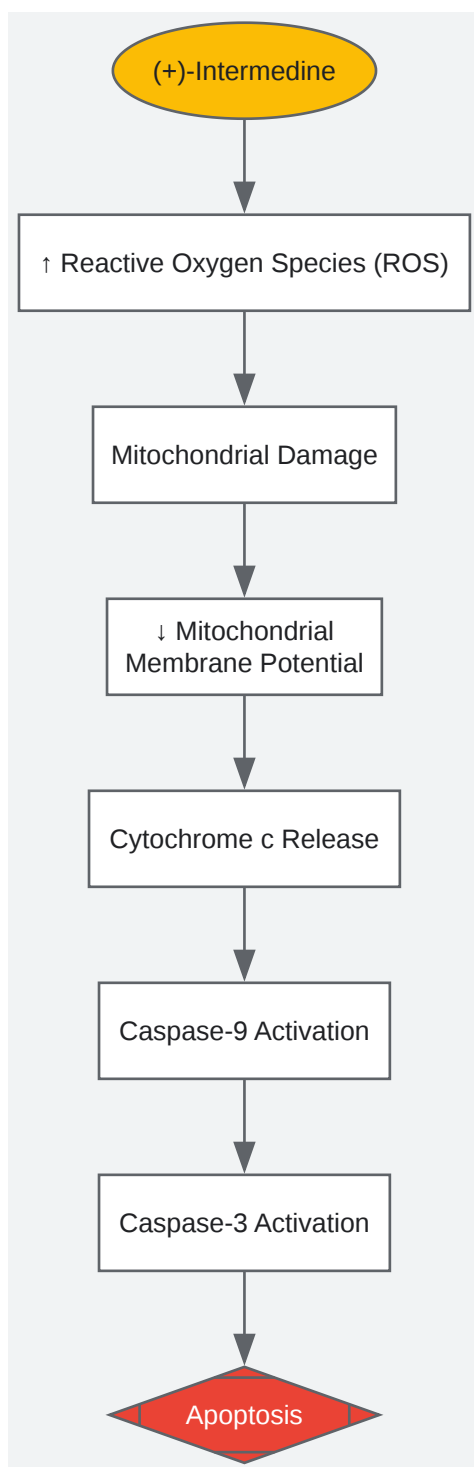 (+)-Intermedine
↑ Reactive Oxygen Species (ROS)
Mitochondrial Damage
↓ Mitochondrial
Membrane Potential
Cytochrome c Release
Caspase-9 Activation
Caspase-3 Activation
Apoptosis